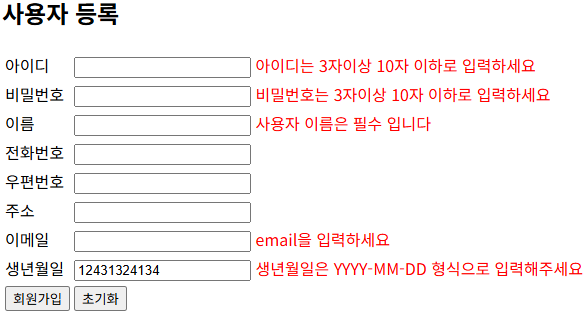 사용자 등록
아이디 아이디는 3자이상 10자 이하로 입력하세요
비밀번호 비밀번호는 3자이상 10자 이하로 입력하세요
이름 사용자 이름은 필수 입니다
전화번호
우편번호
주소
이메일 email을 입력하세요
생년월일 12431324134 생년월일은 YYYY-MM-DD 형식으로 입력해주세요
회원가입 초기화